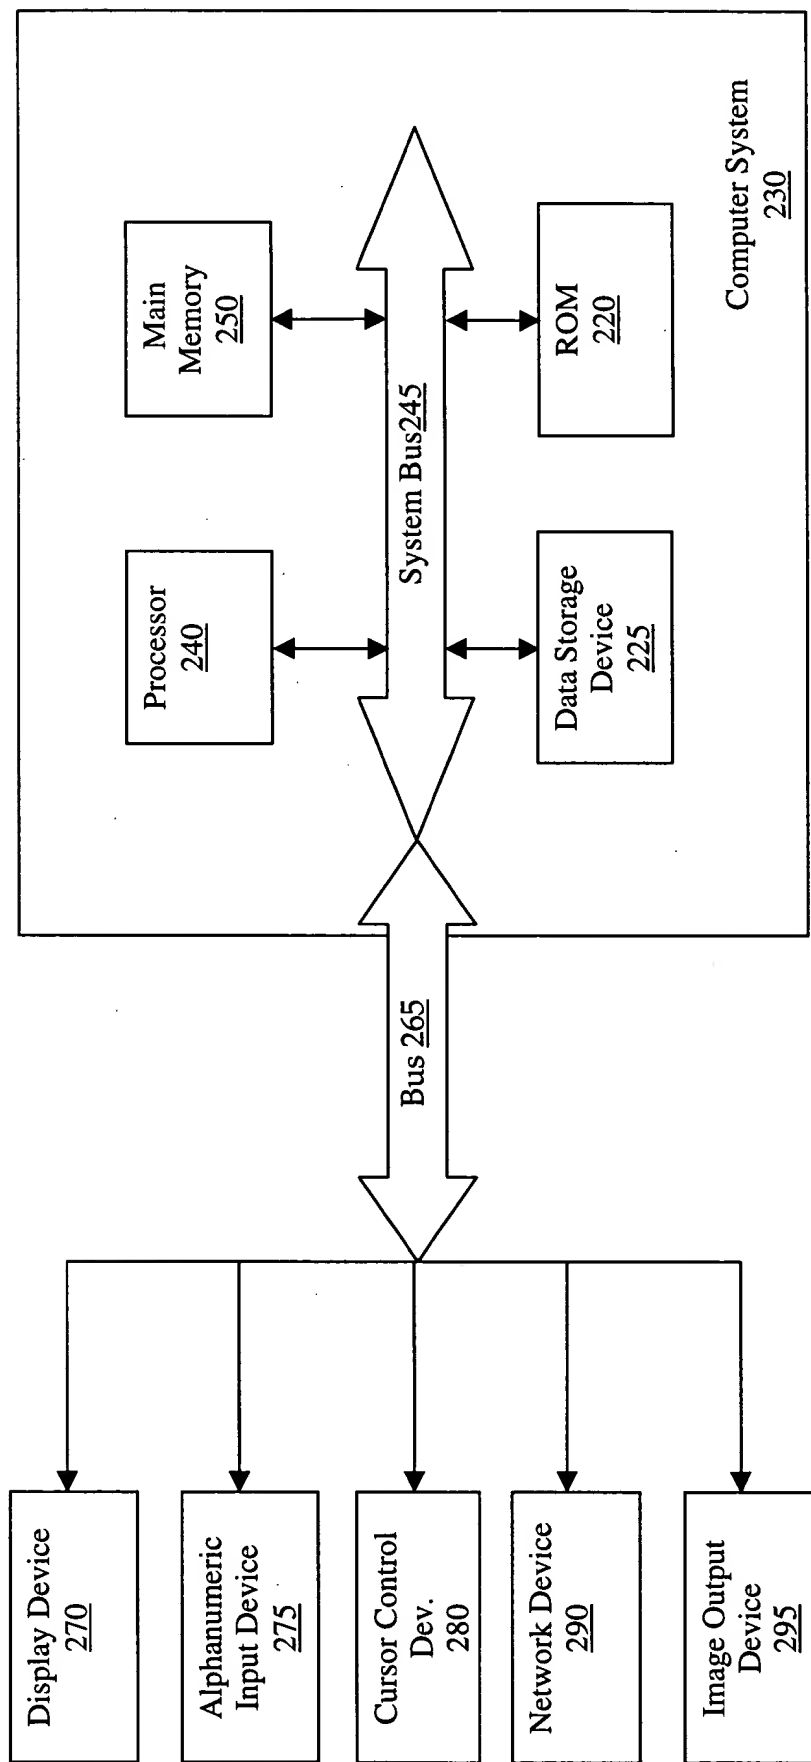 Display Device
270
Alphanumeric
Input Device
275
Cursor Control
Dev.
280
Network Device
290
Image Output
Device
295
Bus 265
Processor
240
Main
Memory
250
System Bus245
Data Storage
Device
225
ROM
220
Computer System
230